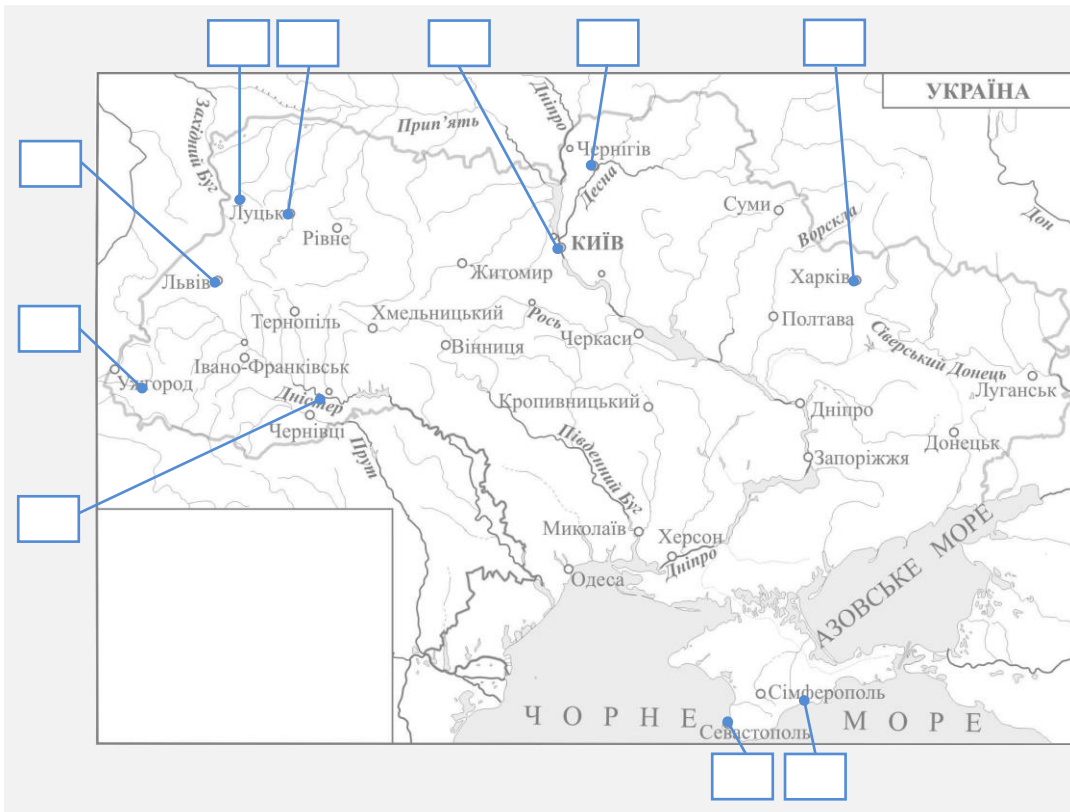 УКРАЇНА
Західний Буг
Прип’ять
Дніпро
Чернігів
Десна
Луцьк
Рівне
КИЇВ
Суми
Ворскла
Дон
Львів
Житомир
Харків
Тернопіль
Хмельницький
Рось
Черкаси
Полтава
Вінниця
Івано-Франківськ
Сіверський Донець
Ужгород
Луганськ
Дністер
Кропивницький
Дніпро
Чернівці
Донецьк
Прут
Південний Буг
Запоріжжя
Миколаїв
Херсон
Дніпро
Одеса
АЗОВСЬКЕ МОРЕ
Сімферополь
ЧОРНЕ МОРЕ
Севастополь